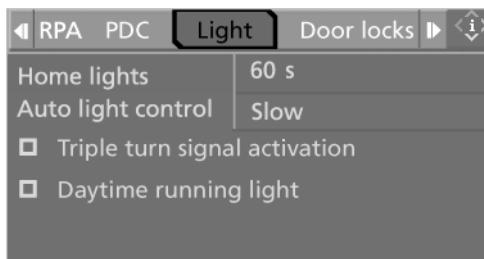 RPA PDC Light Door locks i
Home lights 60 s
Auto light control Slow
Triple turn signal activation
Daytime running light